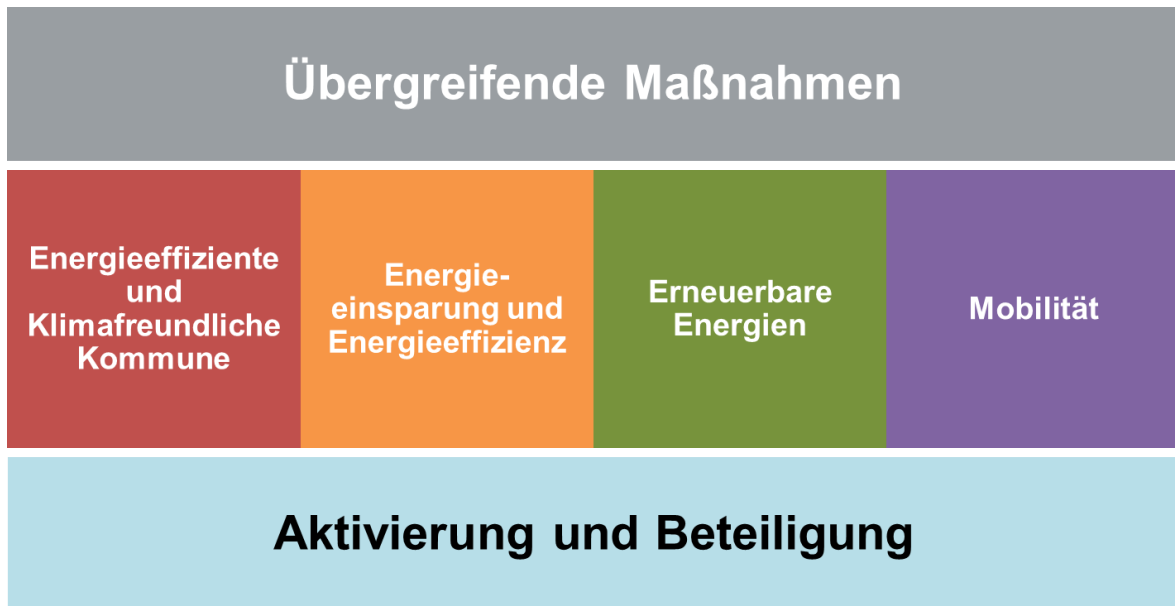 Übergreifende Maßnahmen
Energieeffiziente
und
Klimafreundliche
Kommune
Energie-
einsparung und
Energieeffizienz
Erneuerbare
Energien
Mobilität
Aktivierung und Beteiligung